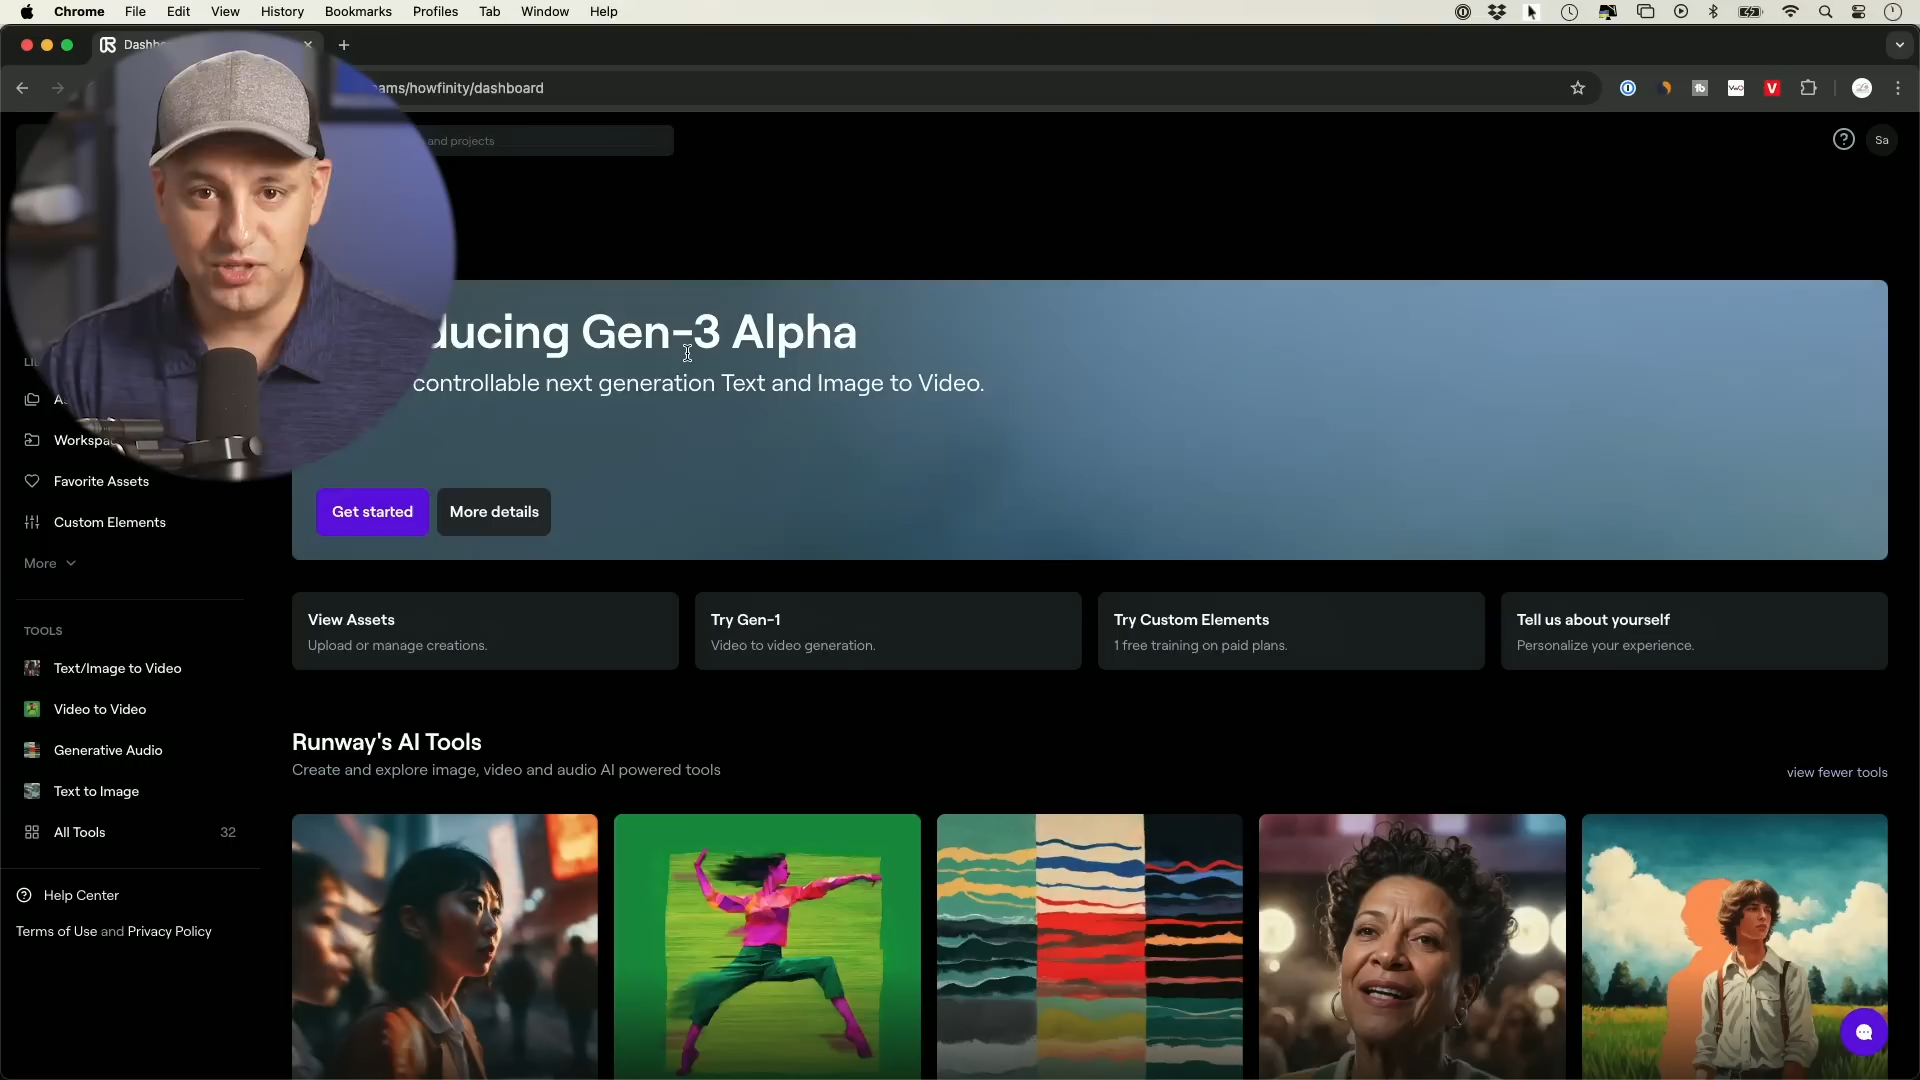 Chrome File Edit View History Bookmarks Profiles Tab Window Help
ams/howfinity/dashboard
and projects
Sa
ducing Gen-3 Alpha
controllable next generation Text and Image to Video.
Get started
More details
Favorite Assets
Custom Elements
More
TOOLS
Text/Image to Video
Video to Video
Generative Audio
Text to Image
All Tools 32
Help Center
Terms of Use and Privacy Policy
View Assets
Upload or manage creations.
Try Gen-1
Video to video generation.
Try Custom Elements
1 free training on paid plans.
Tell us about yourself
Personalize your experience.
Runway's AI Tools
Create and explore image, video and audio AI powered tools
view fewer tools